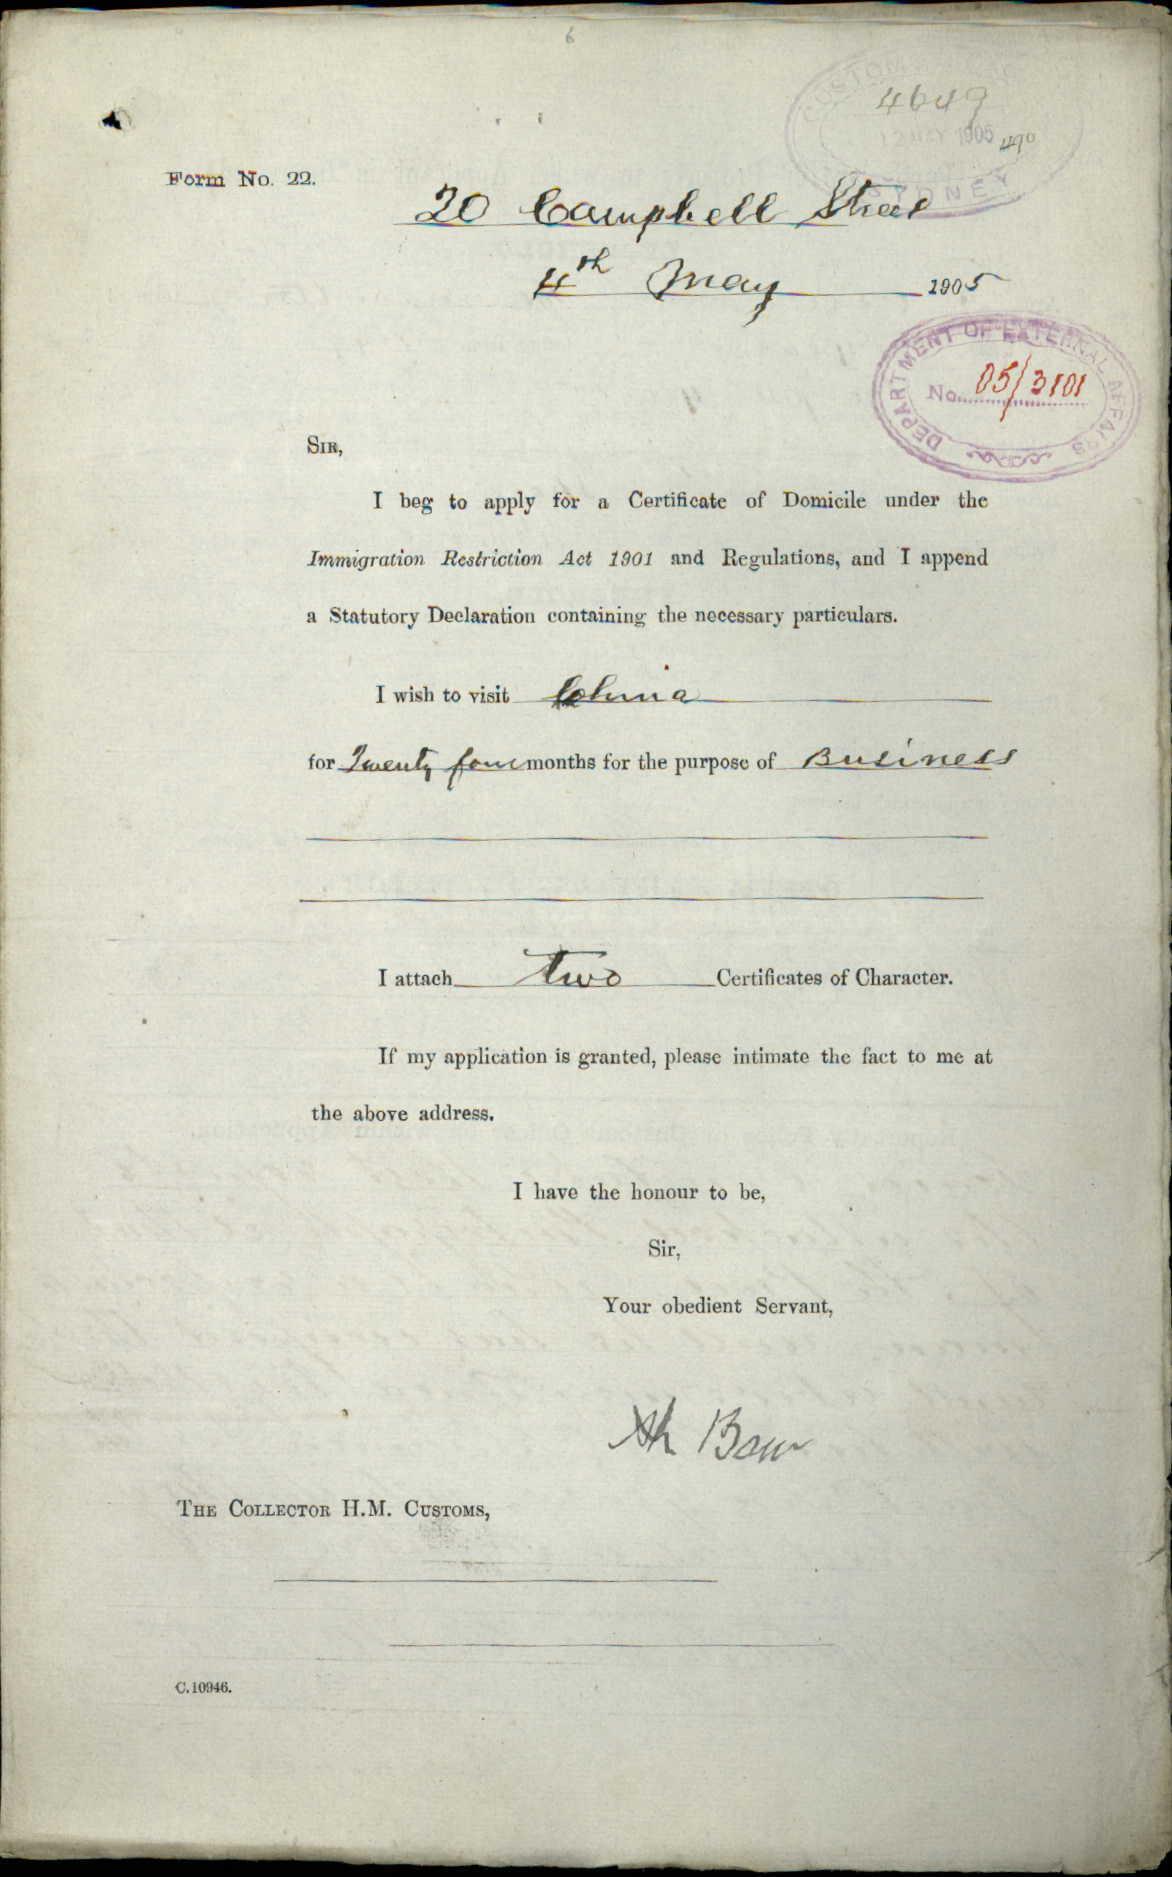 6
CUSTOMS
4649
1905 490
SYDNEY
Form No. 22.
20 Campbell Street
4th May 1905
DEPARTMENT OF EXTERNAL AFFAIRS
No. 05/3101
SIR,
I beg to apply for a Certificate of Domicile under the
Immigration Restriction Act 1901 and Regulations, and I append
a Statutory Declaration containing the necessary particulars.
I wish to visit China
for Twenty four months for the purpose of Business
I attach two Certificates of Character.
If my application is granted, please intimate the fact to me at
the above address.
I have the honour to be,
Sir,
Your obedient Servant,
Ah Bow
THE COLLECTOR H.M. CUSTOMS,
C.10946.